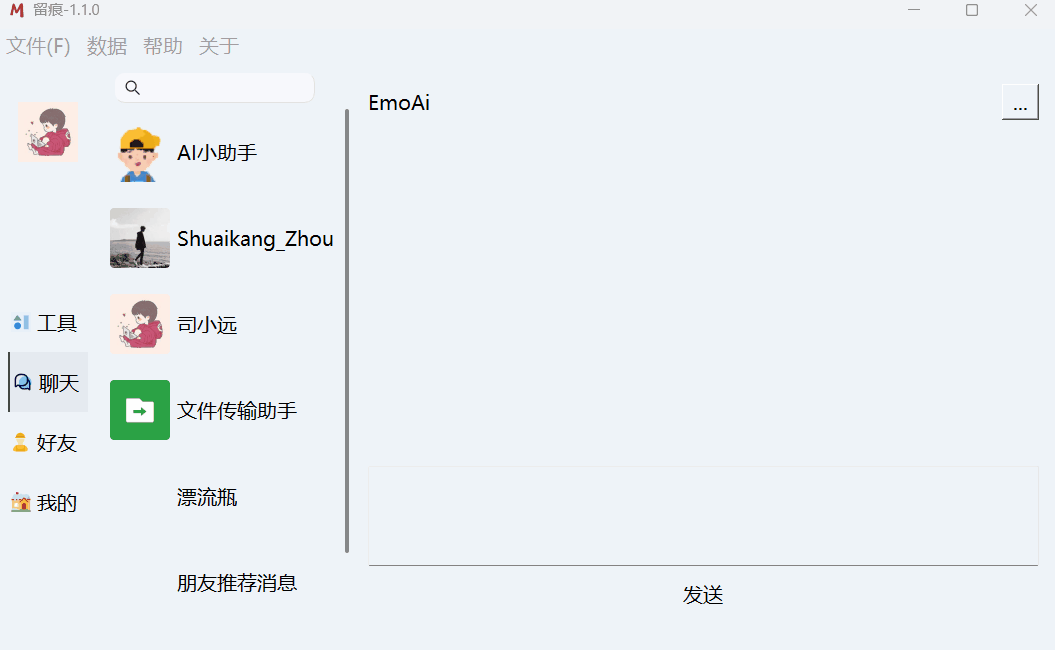 留痕-1.1.0
文件(F) 数据 帮助 关于
工具
聊天
好友
我的
AI小助手
Shuaikang_Zhou
司小远
文件传输助手
漂流瓶
朋友推荐消息
EmoAi
...
发送